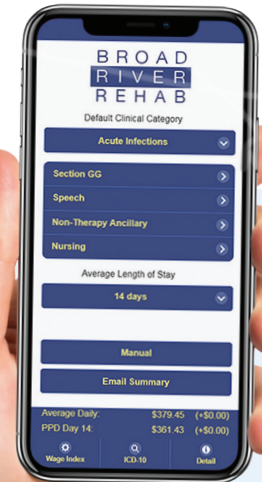 BROAD
RIVER
REHAB
Default Clinical Category
Acute Infections
Section GG
Speech
Non-Therapy Ancillary
Nursing
Average Length of Stay
14 days
Manual
Email Summary
Average Daily: $379.45 (+$0.00)
PPD Day 14: $361.43 (+$0.00)
Wage Index ICD-10 Detail